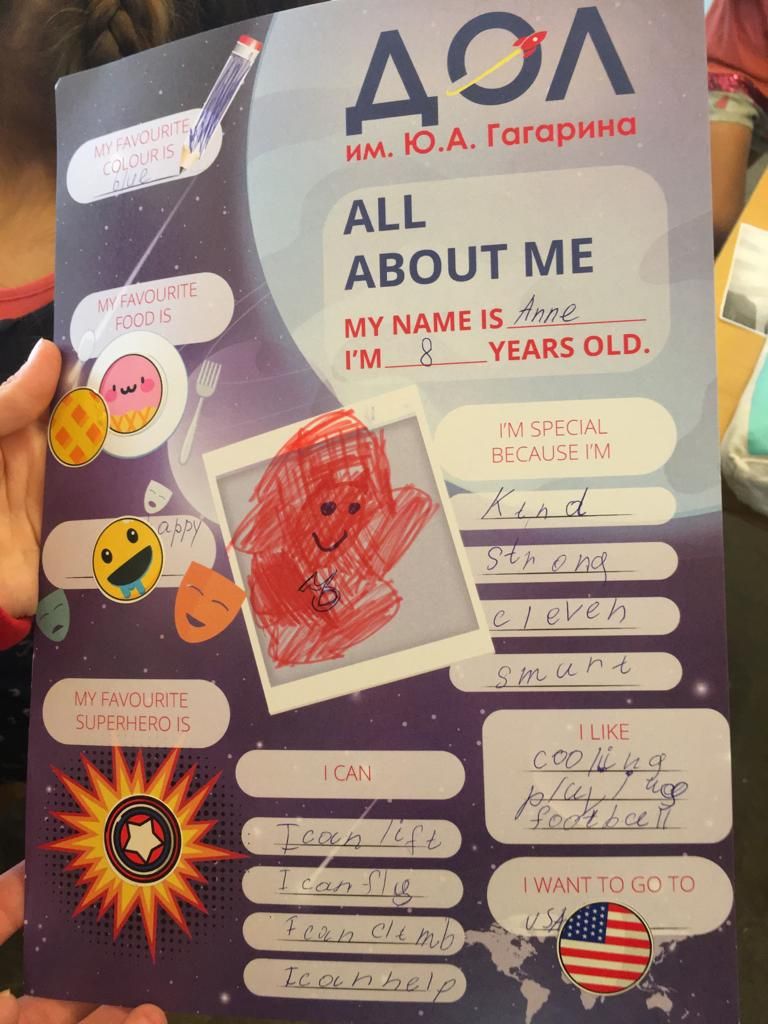 ДОЛ
им. Ю.А. Гагарина
MY FAVOURITE
COLOUR IS
blue
ALL
ABOUT ME
MY NAME IS Anne
I'M 8 YEARS OLD.
MY FAVOURITE
FOOD IS
I'M SPECIAL
BECAUSE I'M
Kind
strong
clever
smart
appy
MY FAVOURITE
SUPERHERO IS
I CAN
I can lift
I can fly
I can climb
I can help
I LIKE
cooking
playing
football
I WANT TO GO TO
USA